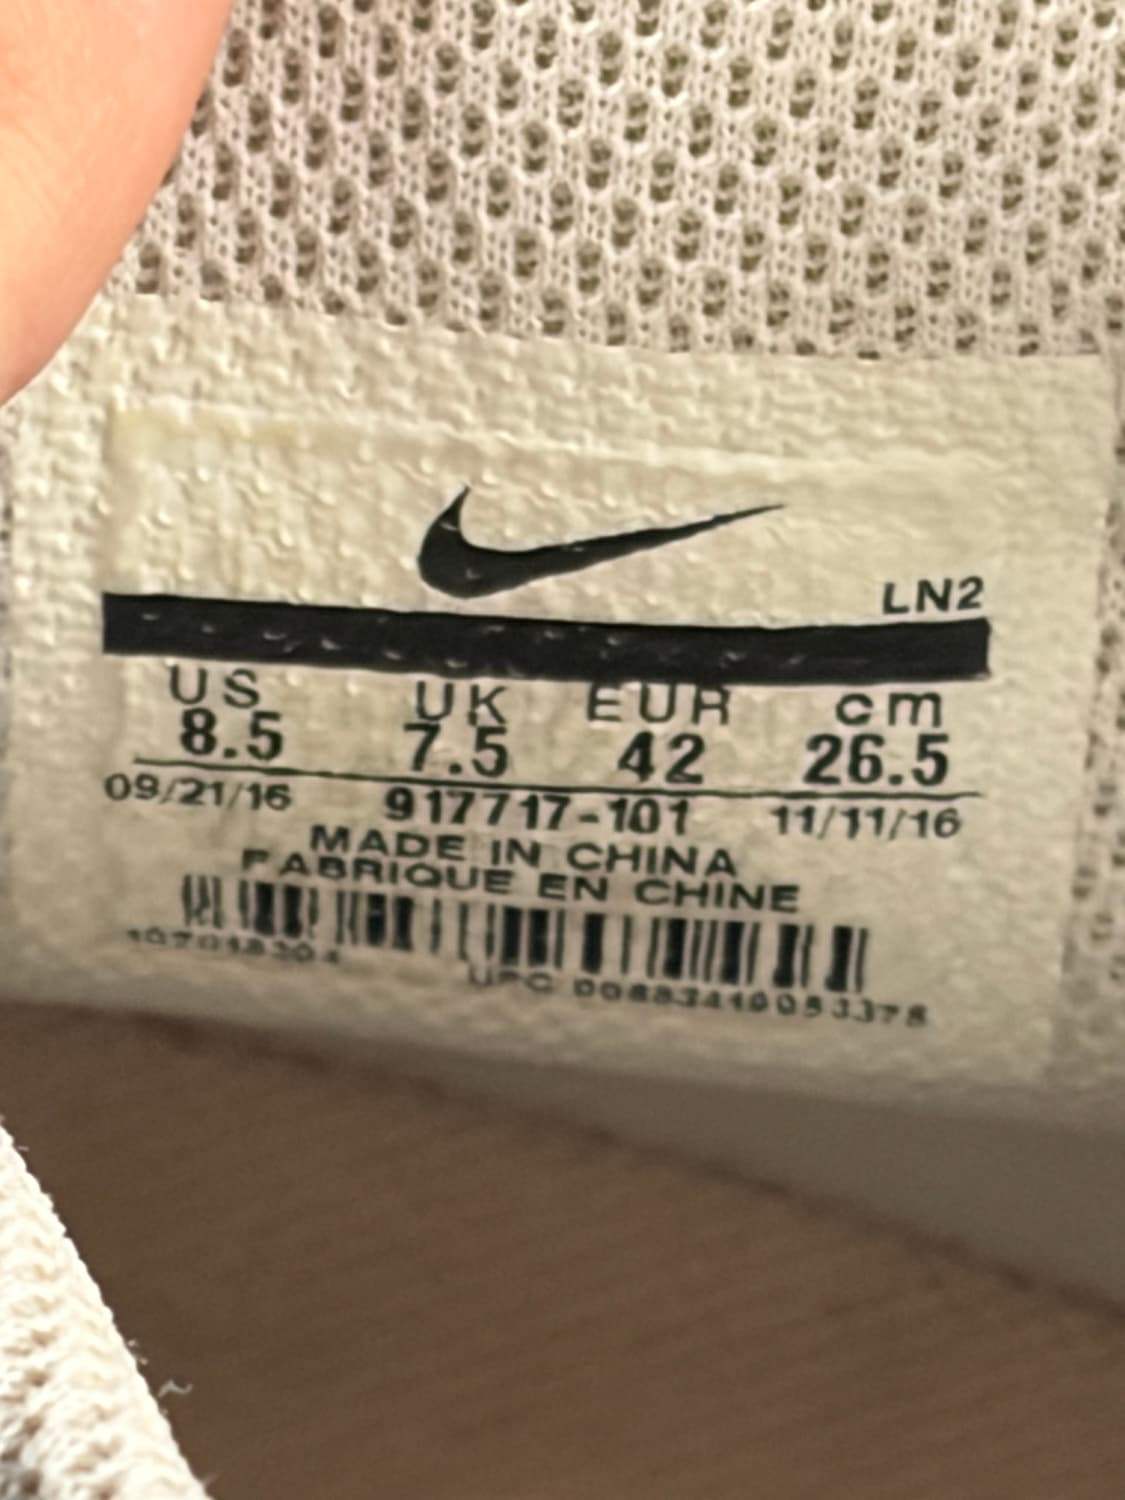 LN2
US UK EUR cm
8.5 7.5 42 26.5
09/21/16 917717-101 11/11/16
MADE IN CHINA
FABRIQUE EN CHINE
UPC